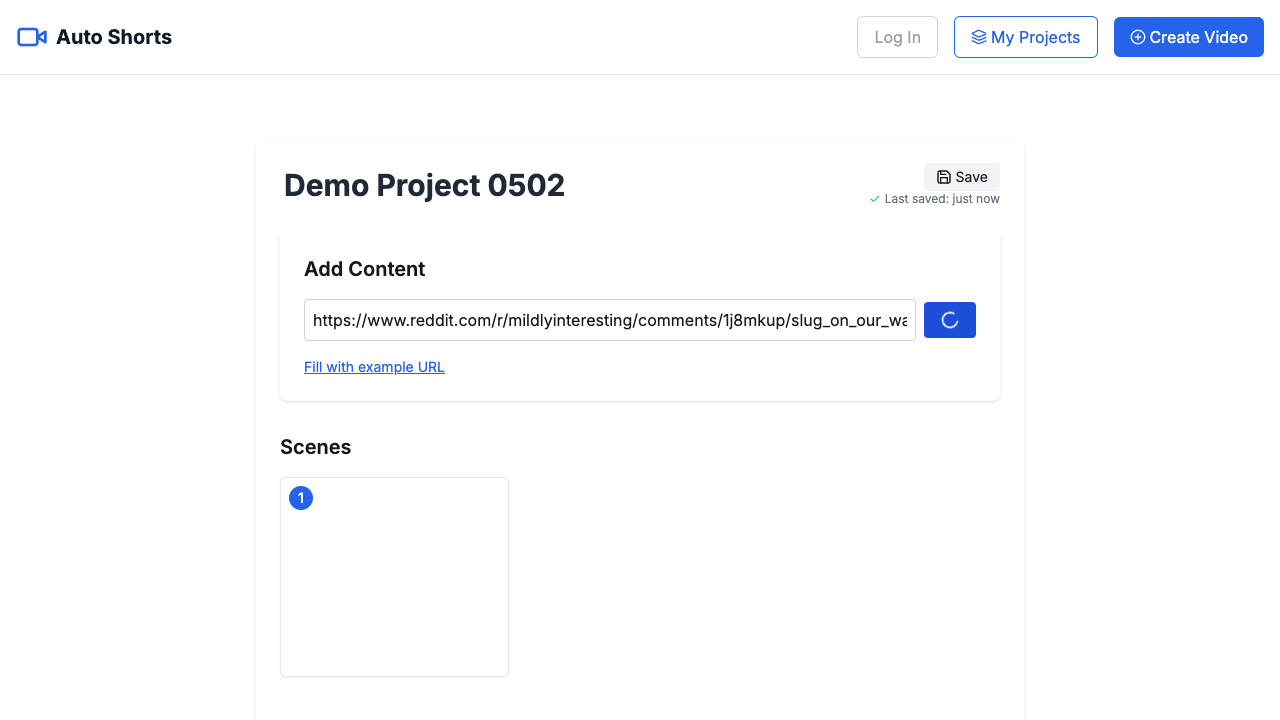 Auto Shorts
Log In
My Projects
Create Video
Demo Project 0502
Save
Last saved: just now
Add Content
https://www.reddit.com/r/mildlyinteresting/comments/1j8mkup/slug_on_our_wa
Fill with example URL
Scenes
1